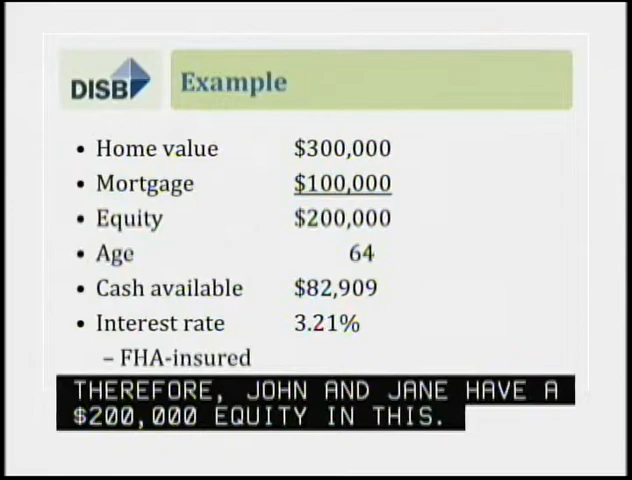 DISB
Example
• Home value $300,000
• Mortgage $100,000
• Equity $200,000
• Age 64
• Cash available $82,909
• Interest rate 3.21%
– FHA-insured
THEREFORE, JOHN AND JANE HAVE A
$200,000 EQUITY IN THIS.